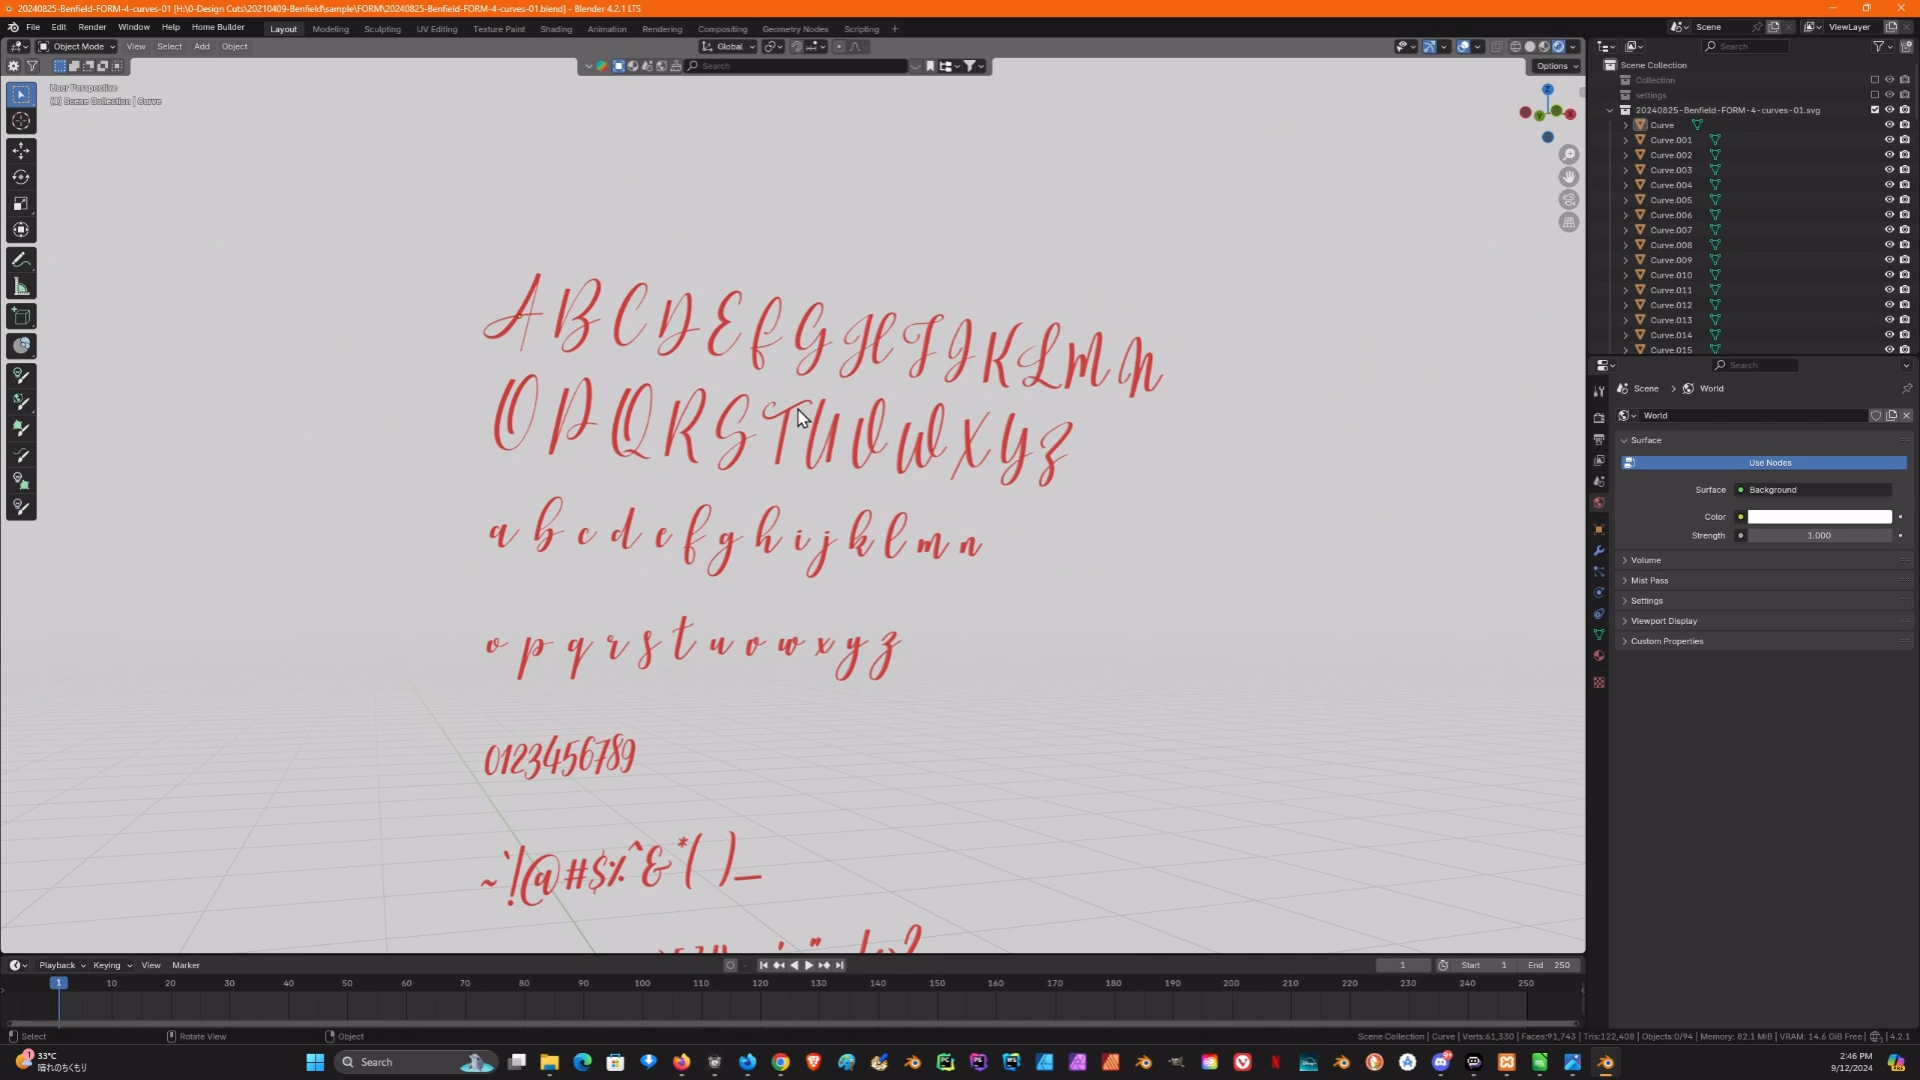 20240825-Benfield-FORM-4-curves-01 [H:\0-Design Cuts\20210409-Benfield\sample\FORM\20240825-Benfield-FORM-4-curves-01.blend] - Blender 4.2.1 LTS
File Edit Render Window Help Home Builder Layout Modeling Sculpting UV Editing Texture Paint Shading Animation Rendering Compositing Geometry Nodes Scripting + Scene ViewLayer
Object Mode View Select Add Object Global Search
Search Options
User Perspective
(1) Scene Collection | Curve
Scene Collection
Collection
settings
20240825-Benfield-FORM-4-curves-01.svg
Curve
Curve.001
Curve.002
Curve.003
Curve.004
Curve.005
Curve.006
Curve.007
Curve.008
Curve.009
Curve.010
Curve.011
Curve.012
Curve.013
Curve.014
Curve.015
Z
Y
X
A B C D E F G H I J K L M N
O P Q R S T U V W X Y Z
a b c d e f g h i j k l m n
o p q r s t u v w x y z
0123456789
~`!@#$%^&*( )_
Search
Scene World
World
Surface
Use Nodes
Surface Background
Color
Strength 1.000
Volume
Mist Pass
Settings
Viewport Display
Custom Properties
Playback Keying View Marker 1 Start 1 End 250
1 10 20 30 40 50 60 70 80 90 100 110 120 130 140 150 160 170 180 190 200 210 220 230 240 250
Select Rotate View Object Scene Collection | Curve | Verts:61,330 | Faces:91,743 | Tris:122,408 | Objects:0/94 | Memory: 82.1 MiB | VRAM: 14.6 GiB Free 4.2.1
33°C
晴れのちくもり
Search
2:46 PM
9/12/2024